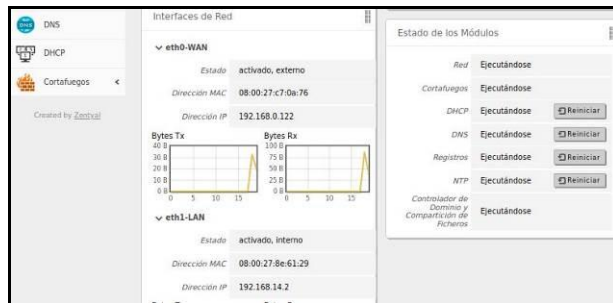 DNS
DHCP
Cortafuegos
Created by Zentyal
Interfaces de Red
eth0-WAN
Estado activado, externo
Dirección MAC 08:00:27:c7:0a:76
Dirección IP 192.168.0.122
Bytes Tx Bytes Rx
40 B 100 B
30 B 75 B
20 B 50 B
10 B 25 B
0 B 0 B
0 5 10 15 0 5 10 15
eth1-LAN
Estado activado, interno
Dirección MAC 08:00:27:8e:61:29
Dirección IP 192.168.14.2
Estado de los Módulos
Red Ejecutándose
Cortafuegos Ejecutándose
DHCP Ejecutándose Reiniciar
DNS Ejecutándose Reiniciar
Registros Ejecutándose Reiniciar
NTP Ejecutándose Reiniciar
Controlador de
Dominio y
Compartición de
Ficheros Ejecutándose